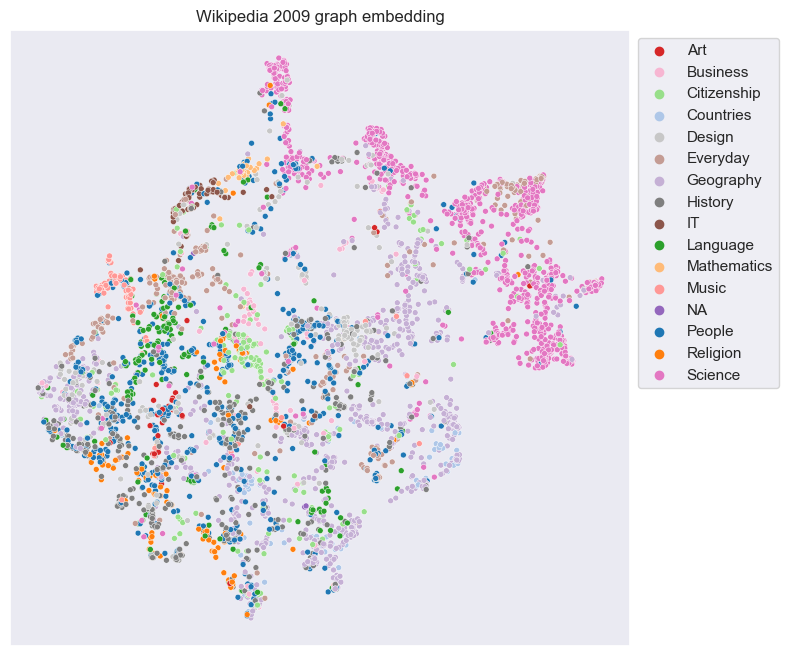 Wikipedia 2009 graph embedding
Art
Business
Citizenship
Countries
Design
Everyday
Geography
History
IT
Language
Mathematics
Music
NA
People
Religion
Science